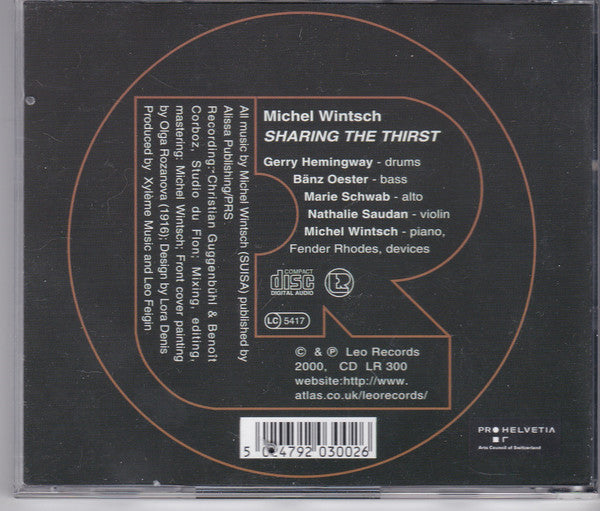 Michel Wintsch
SHARING THE THIRST
Gerry Hemingway - drums
Bänz Oester - bass
Marie Schwab - alto
Nathalie Saudan - violin
Michel Wintsch - piano,
Fender Rhodes, devices
COMPACT
disc
DIGITAL AUDIO
LC 5417
© & ℗ Leo Records
2000, CD LR 300
website:http://www.
atlas.co.uk/leorecords/
All music by Michel Wintsch (SUISA) published by
Alissa Publishing/PRS
Recording: Christian Guggenbühl & Benoît
Corboz, Studio du Flon; Mixing, editing,
mastering: Michel Wintsch; Front cover painting
by Olga Rozanova (1916); Design by Lora Denis
Produced by Xylème Music and Leo Feigin
5 024792 030026
PRO HELVETIA
Arts Council of Switzerland